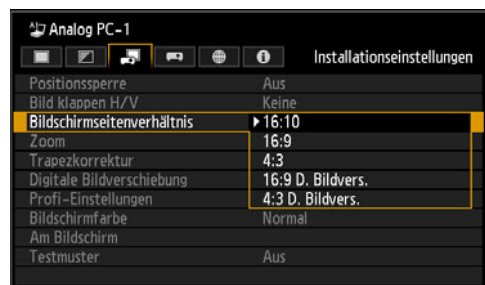 Analog PC-1
Installationseinstellungen
Positionssperre Aus
Bild klappen H/V Keine
Bildschirmseitenverhältnis 16:10
Zoom 16:9
Trapezkorrektur 4:3
Digitale Bildverschiebung 16:9 D. Bildvers.
Profi-Einstellungen 4:3 D. Bildvers.
Bildschirmfarbe Normal
Am Bildschirm
Testmuster Aus